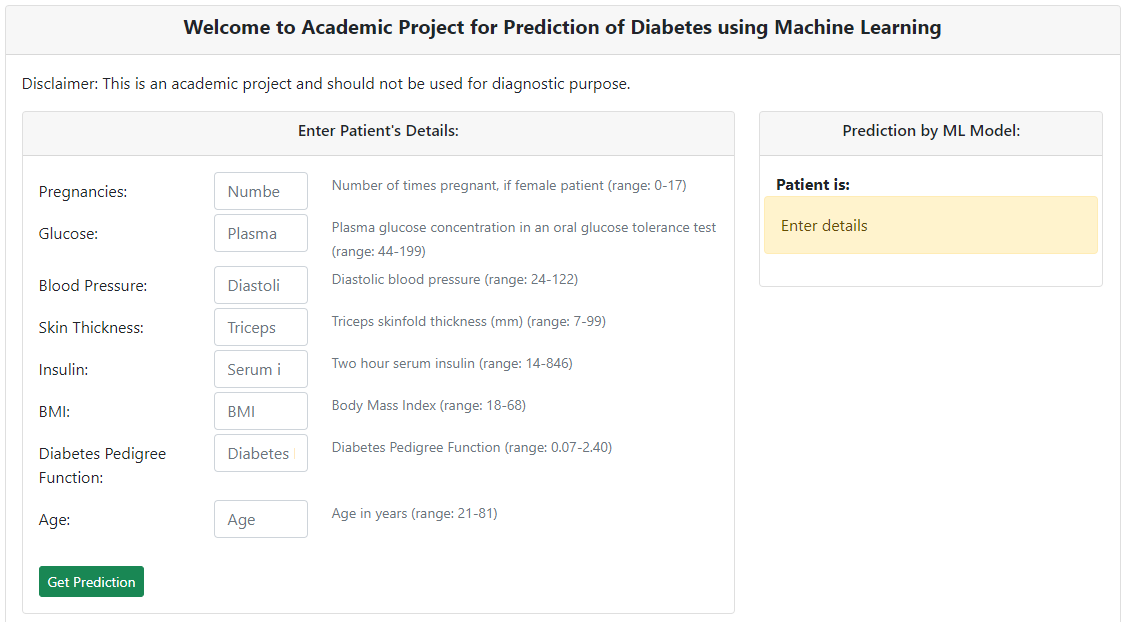 Welcome to Academic Project for Prediction of Diabetes using Machine Learning
Disclaimer: This is an academic project and should not be used for diagnostic purpose.
Enter Patient's Details:
Pregnancies:
Numbe
Number of times pregnant, if female patient (range: 0-17)
Glucose:
Plasma
Plasma glucose concentration in an oral glucose tolerance test
(range: 44-199)
Blood Pressure:
Diastoli
Diastolic blood pressure (range: 24-122)
Skin Thickness:
Triceps
Triceps skinfold thickness (mm) (range: 7-99)
Insulin:
Serum i
Two hour serum insulin (range: 14-846)
BMI:
BMI
Body Mass Index (range: 18-68)
Diabetes Pedigree
Function:
Diabetes
Diabetes Pedigree Function (range: 0.07-2.40)
Age:
Age
Age in years (range: 21-81)
Get Prediction
Prediction by ML Model:
Patient is:
Enter details